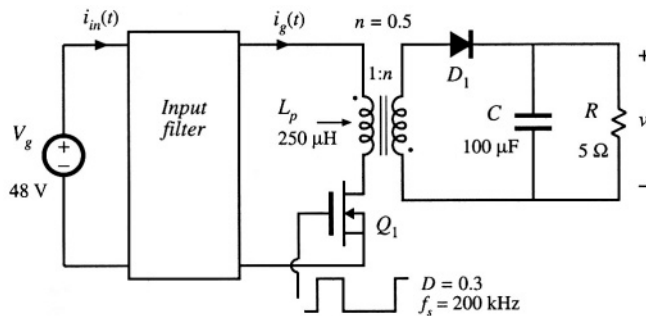 i_in(t)
i_g(t)
n = 0.5
1:n
D_1
+
Input
filter
L_p
250 μH
C
100 μF
R
5 Ω
v
V_g
+
−
48 V
−
Q_1
D = 0.3
f_s = 200 kHz